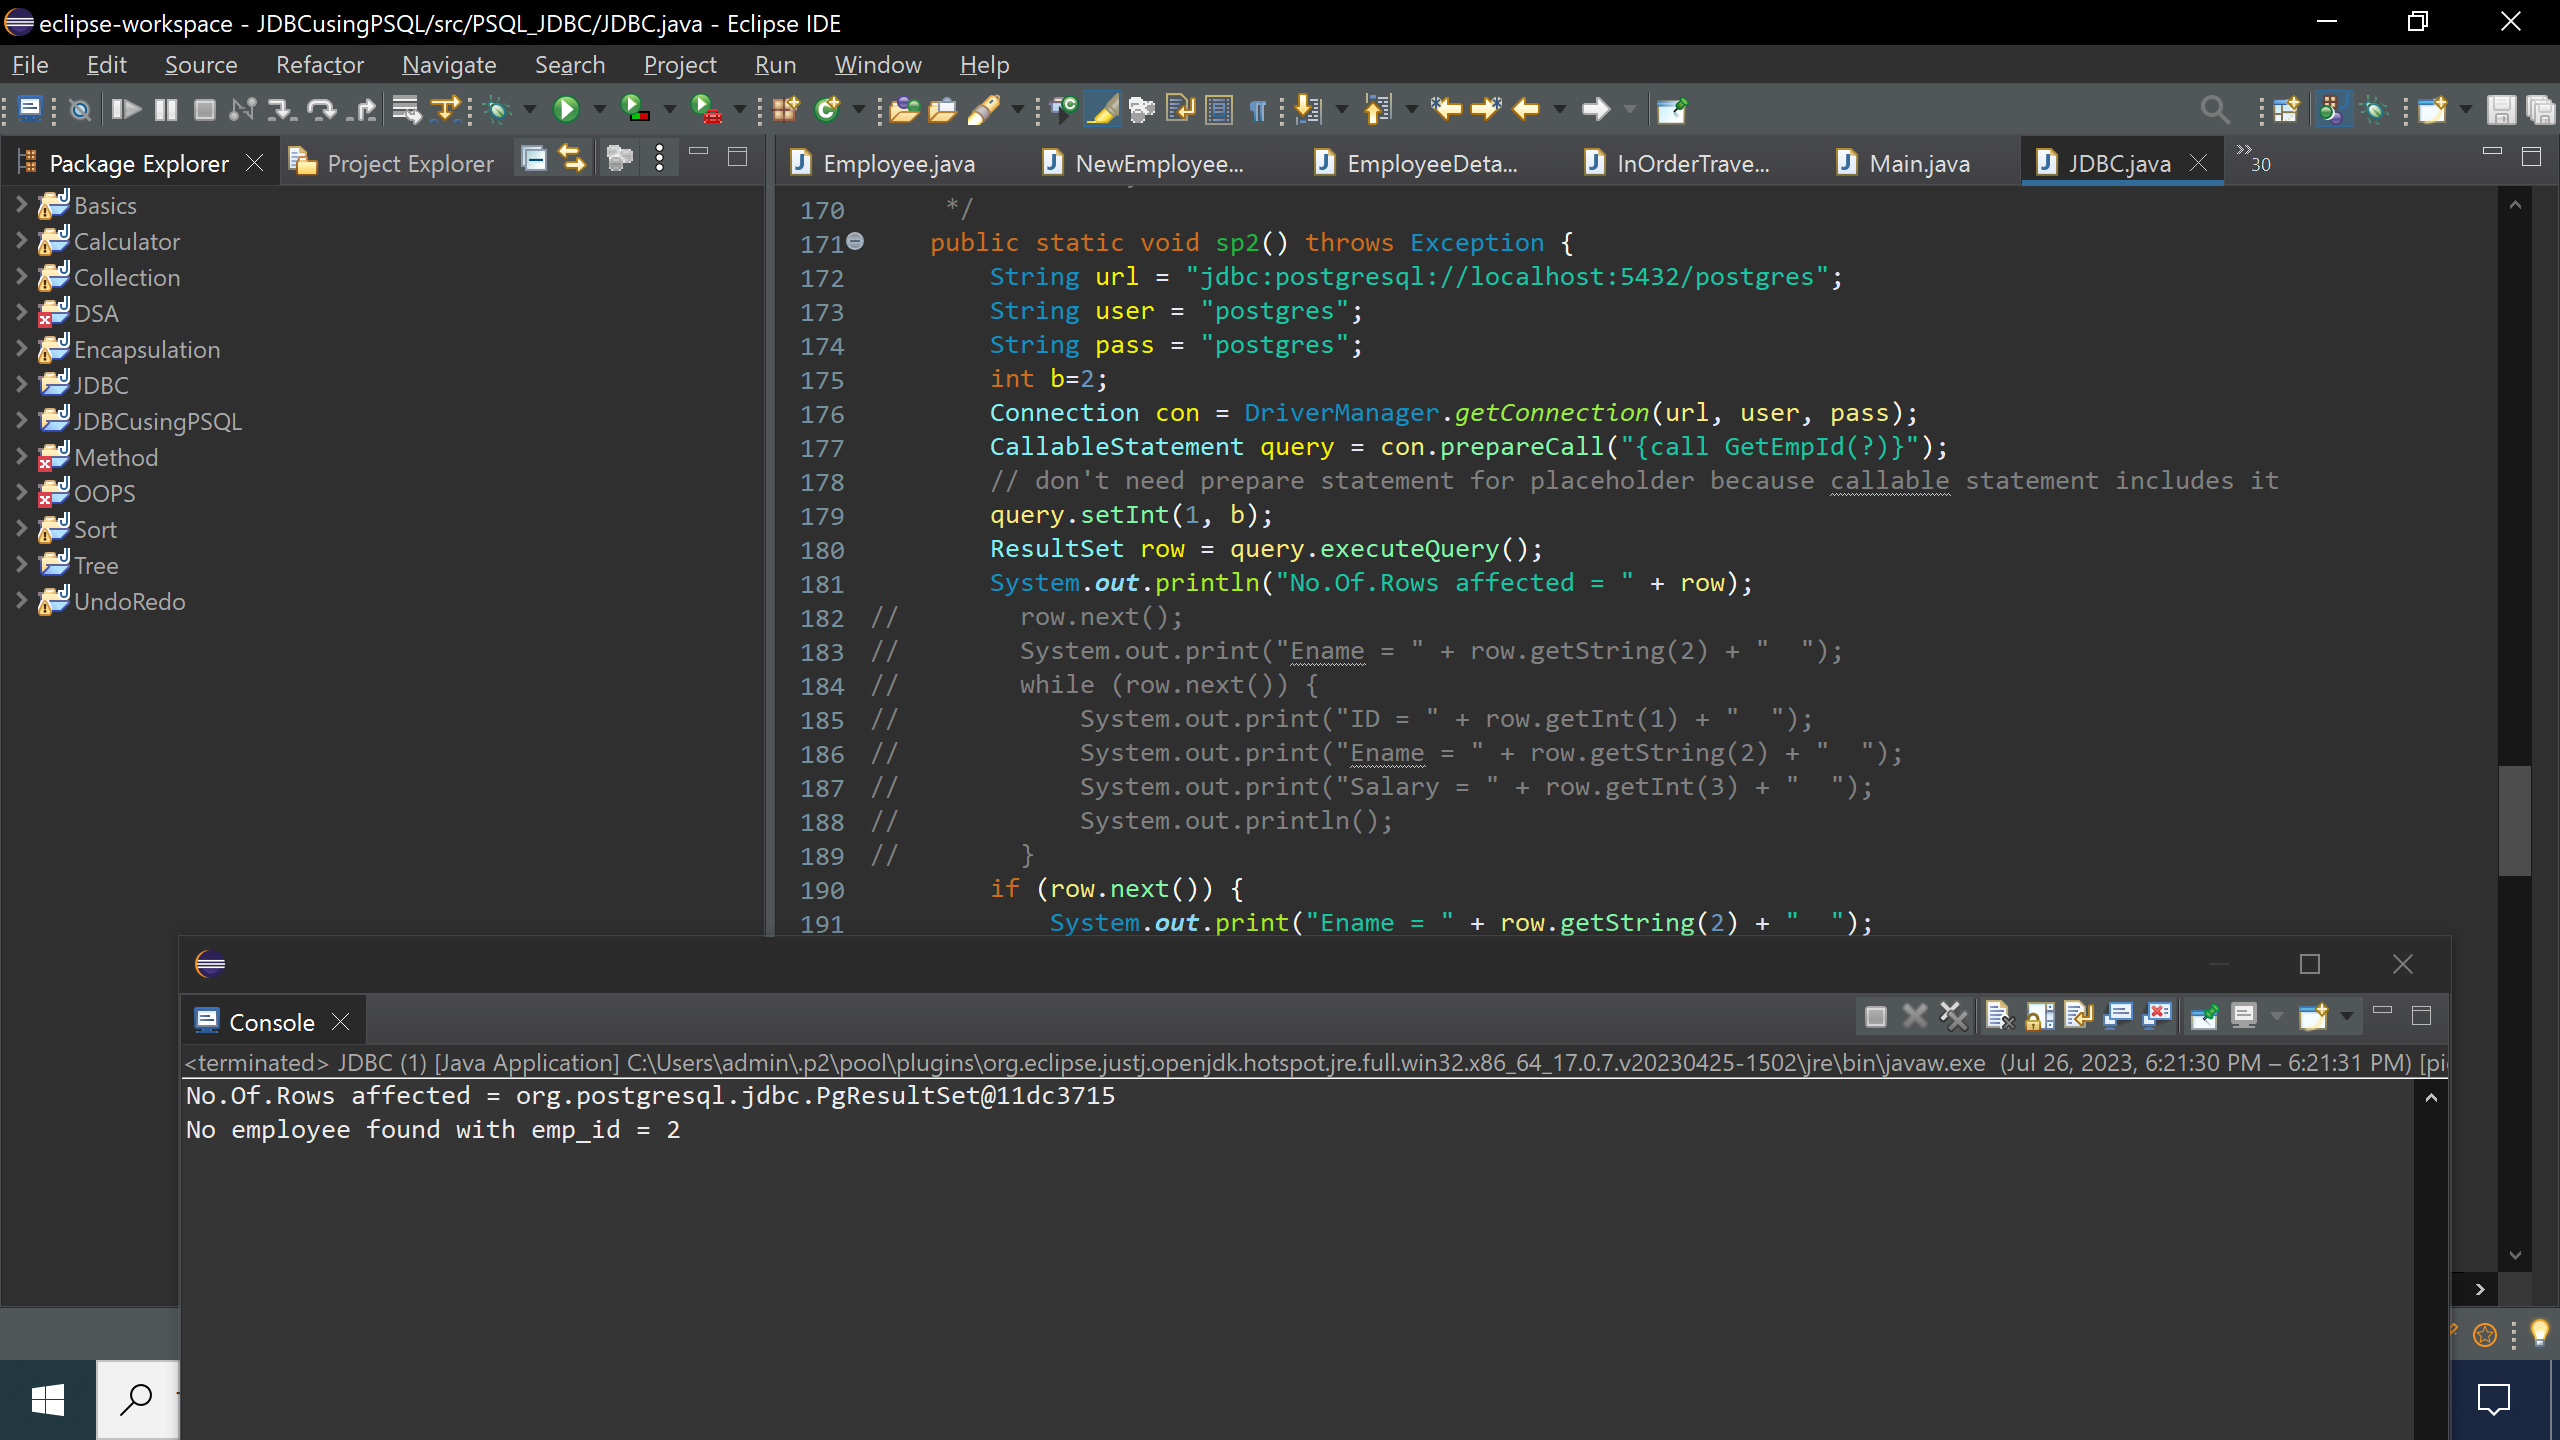 eclipse-workspace - JDBCusingPSQL/src/PSQL_JDBC/JDBC.java - Eclipse IDE
File Edit Source Refactor Navigate Search Project Run Window Help
Package Explorer Project Explorer
Employee.java NewEmployee... EmployeeDeta... InOrderTrave... Main.java JDBC.java »30
Basics
Calculator
Collection
DSA
Encapsulation
JDBC
JDBCusingPSQL
Method
OOPS
Sort
Tree
UndoRedo
170 */
171 public static void sp2() throws Exception {
172 String url = "jdbc:postgresql://localhost:5432/postgres";
173 String user = "postgres";
174 String pass = "postgres";
175 int b=2;
176 Connection con = DriverManager.getConnection(url, user, pass);
177 CallableStatement query = con.prepareCall("{call GetEmpId(?)}");
178 // don't need prepare statement for placeholder because callable statement includes it
179 query.setInt(1, b);
180 ResultSet row = query.executeQuery();
181 System.out.println("No.Of.Rows affected = " + row);
182 // row.next();
183 // System.out.print("Ename = " + row.getString(2) + "  ");
184 // while (row.next()) {
185 // System.out.print("ID = " + row.getInt(1) + "  ");
186 // System.out.print("Ename = " + row.getString(2) + "  ");
187 // System.out.print("Salary = " + row.getInt(3) + "  ");
188 // System.out.println();
189 // }
190 if (row.next()) {
191 System.out.print("Ename = " + row.getString(2) + "  ");
Console
<terminated> JDBC (1) [Java Application] C:\Users\admin\.p2\pool\plugins\org.eclipse.justj.openjdk.hotspot.jre.full.win32.x86_64_17.0.7.v20230425-1502\jre\bin\javaw.exe (Jul 26, 2023, 6:21:30 PM – 6:21:31 PM) [pi
No.Of.Rows affected = org.postgresql.jdbc.PgResultSet@11dc3715
No employee found with emp_id = 2